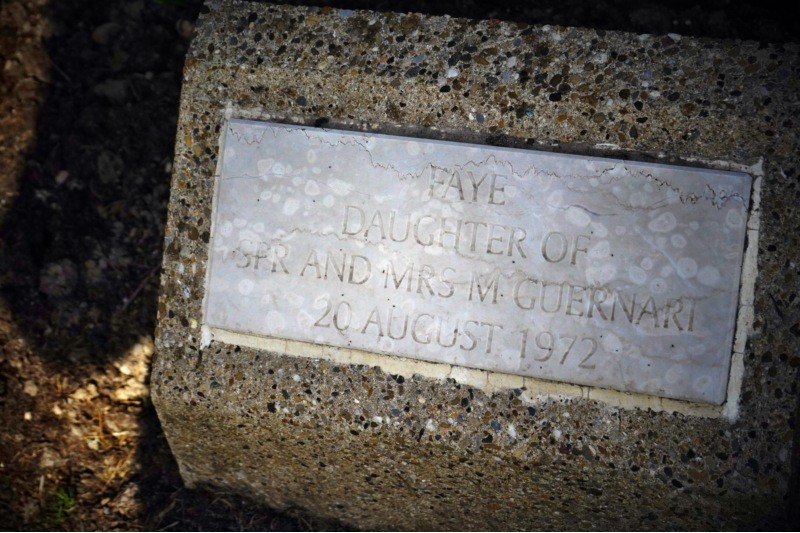 FAYE
DAUGHTER OF
SPR AND MRS M. GUERNART
20 AUGUST 1972